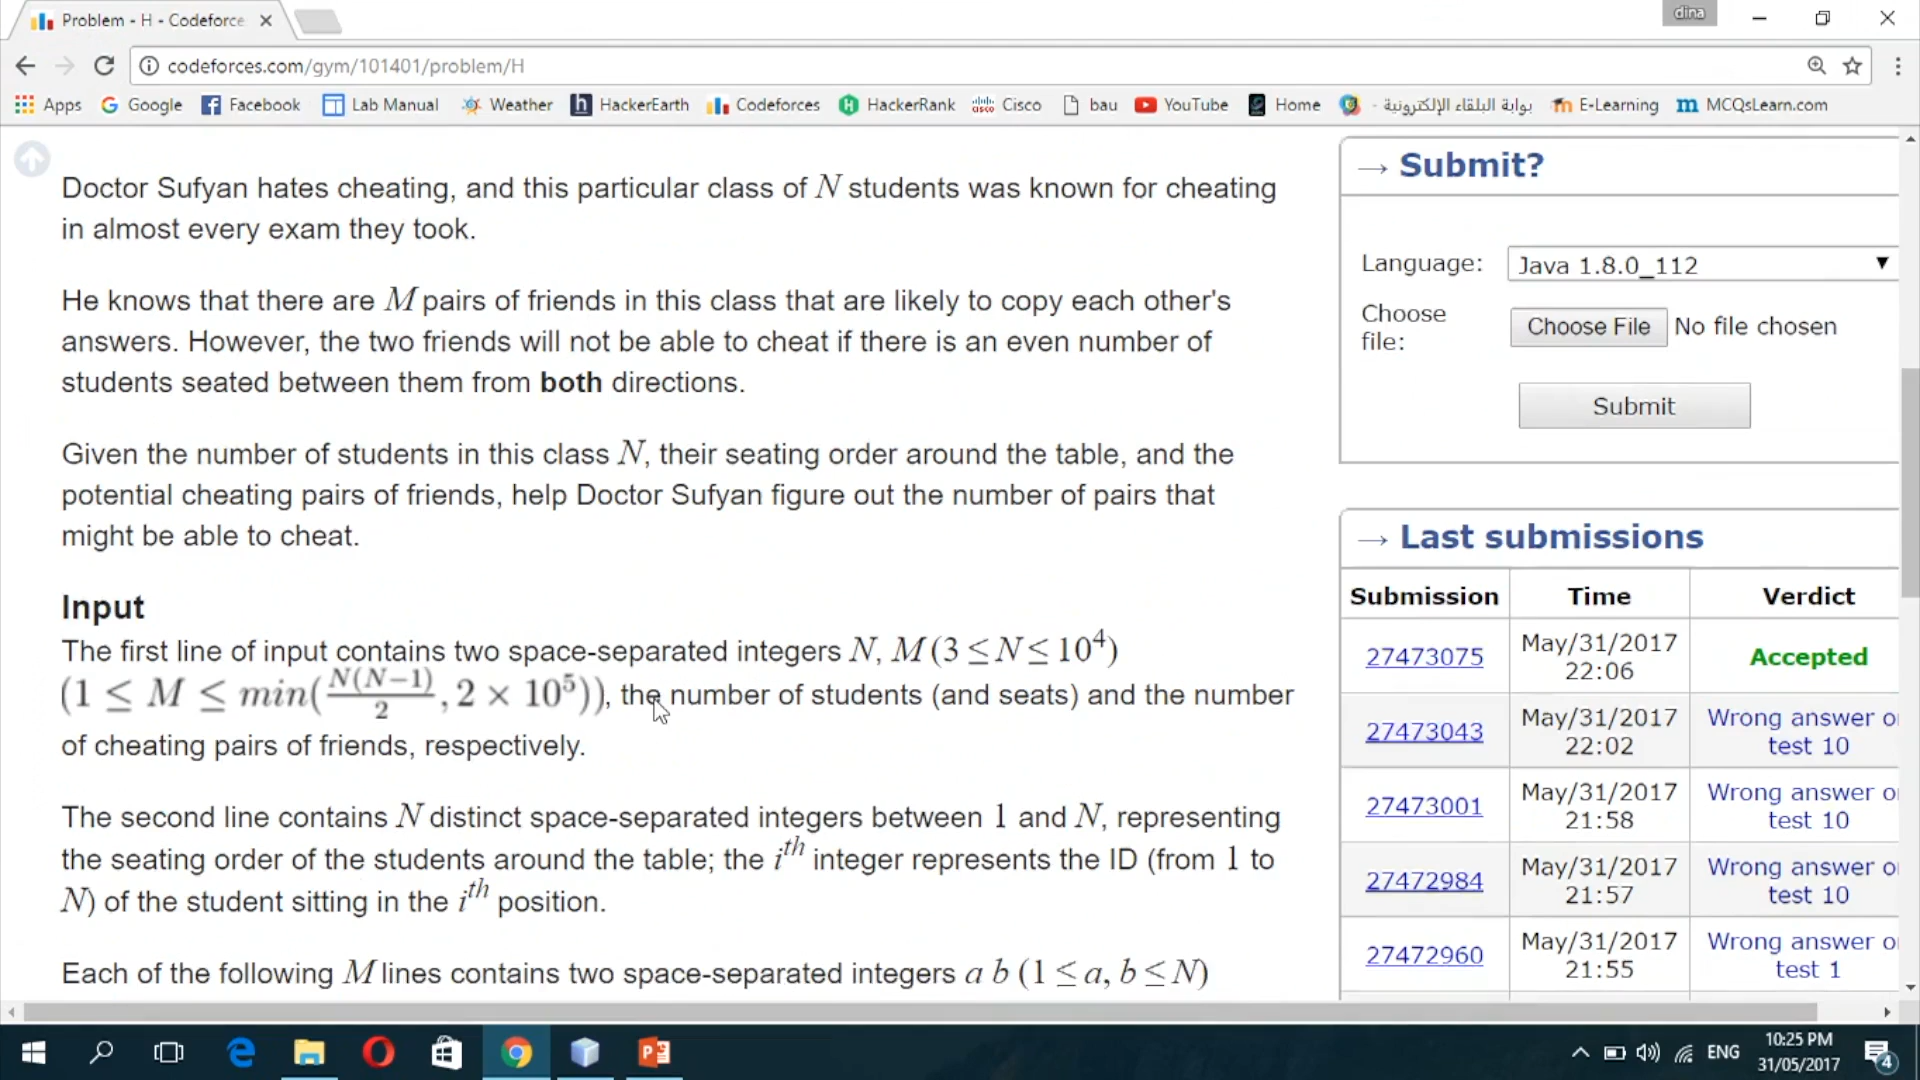 Problem - H - Codeforce
dina
codeforces.com/gym/101401/problem/H
Apps Google Facebook Lab Manual Weather HackerEarth Codeforces HackerRank Cisco bau YouTube Home بوابة البلقاء الإلكترونية - E-Learning MCQsLearn.com
Doctor Sufyan hates cheating, and this particular class of N students was known for cheating
in almost every exam they took.
He knows that there are M pairs of friends in this class that are likely to copy each other's
answers. However, the two friends will not be able to cheat if there is an even number of
students seated between them from both directions.
Given the number of students in this class N, their seating order around the table, and the
potential cheating pairs of friends, help Doctor Sufyan figure out the number of pairs that
might be able to cheat.
Input
The first line of input contains two space-separated integers N, M (3 ≤ N ≤ 10^4)
(1 ≤ M ≤ min(N(N−1)/2, 2 × 10^5)), the number of students (and seats) and the number
of cheating pairs of friends, respectively.
The second line contains N distinct space-separated integers between 1 and N, representing
the seating order of the students around the table; the i^th integer represents the ID (from 1 to
N) of the student sitting in the i^th position.
Each of the following M lines contains two space-separated integers a b (1 ≤ a, b ≤ N)
→ Submit?
Language: Java 1.8.0_112
Choose file: Choose File No file chosen
Submit
→ Last submissions
Submission Time Verdict
27473075 May/31/2017 22:06 Accepted
27473043 May/31/2017 22:02 Wrong answer o test 10
27473001 May/31/2017 21:58 Wrong answer o test 10
27472984 May/31/2017 21:57 Wrong answer o test 10
27472960 May/31/2017 21:55 Wrong answer o test 1
ENG
10:25 PM
31/05/2017
4